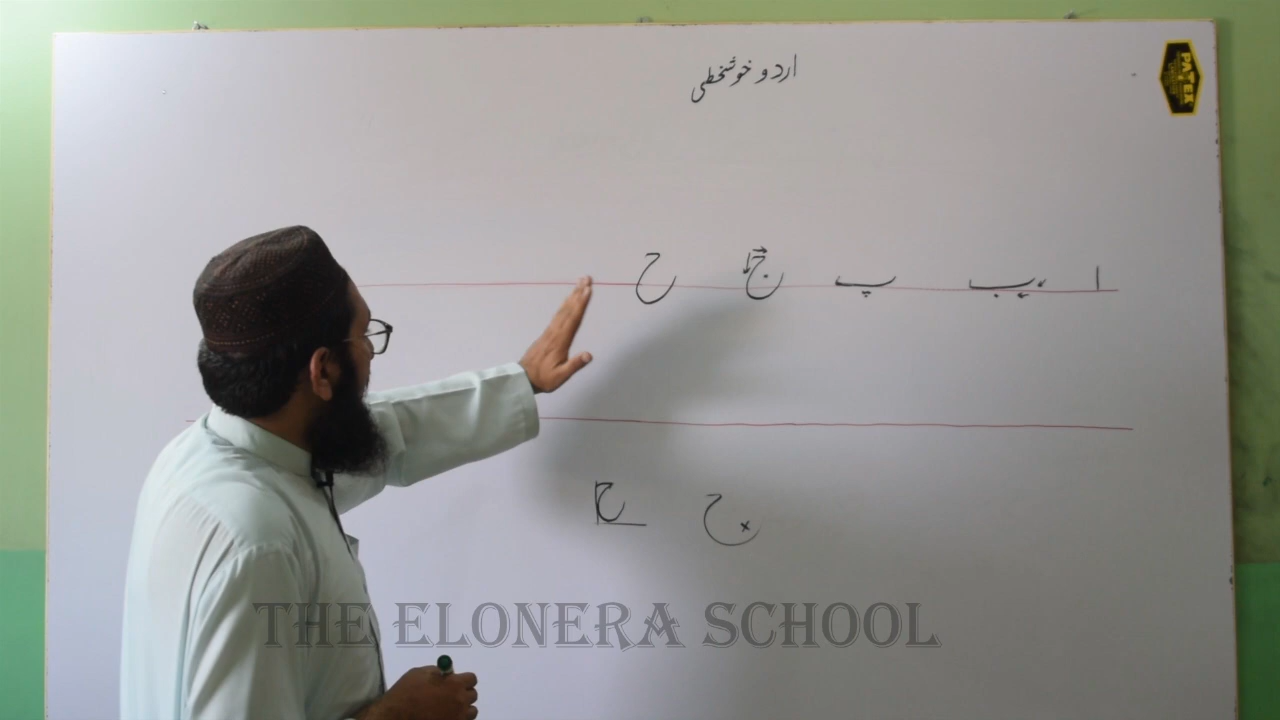 اردو خوشخطی
ا ب پ ج ح
ح ح
THE ELONERA SCHOOL